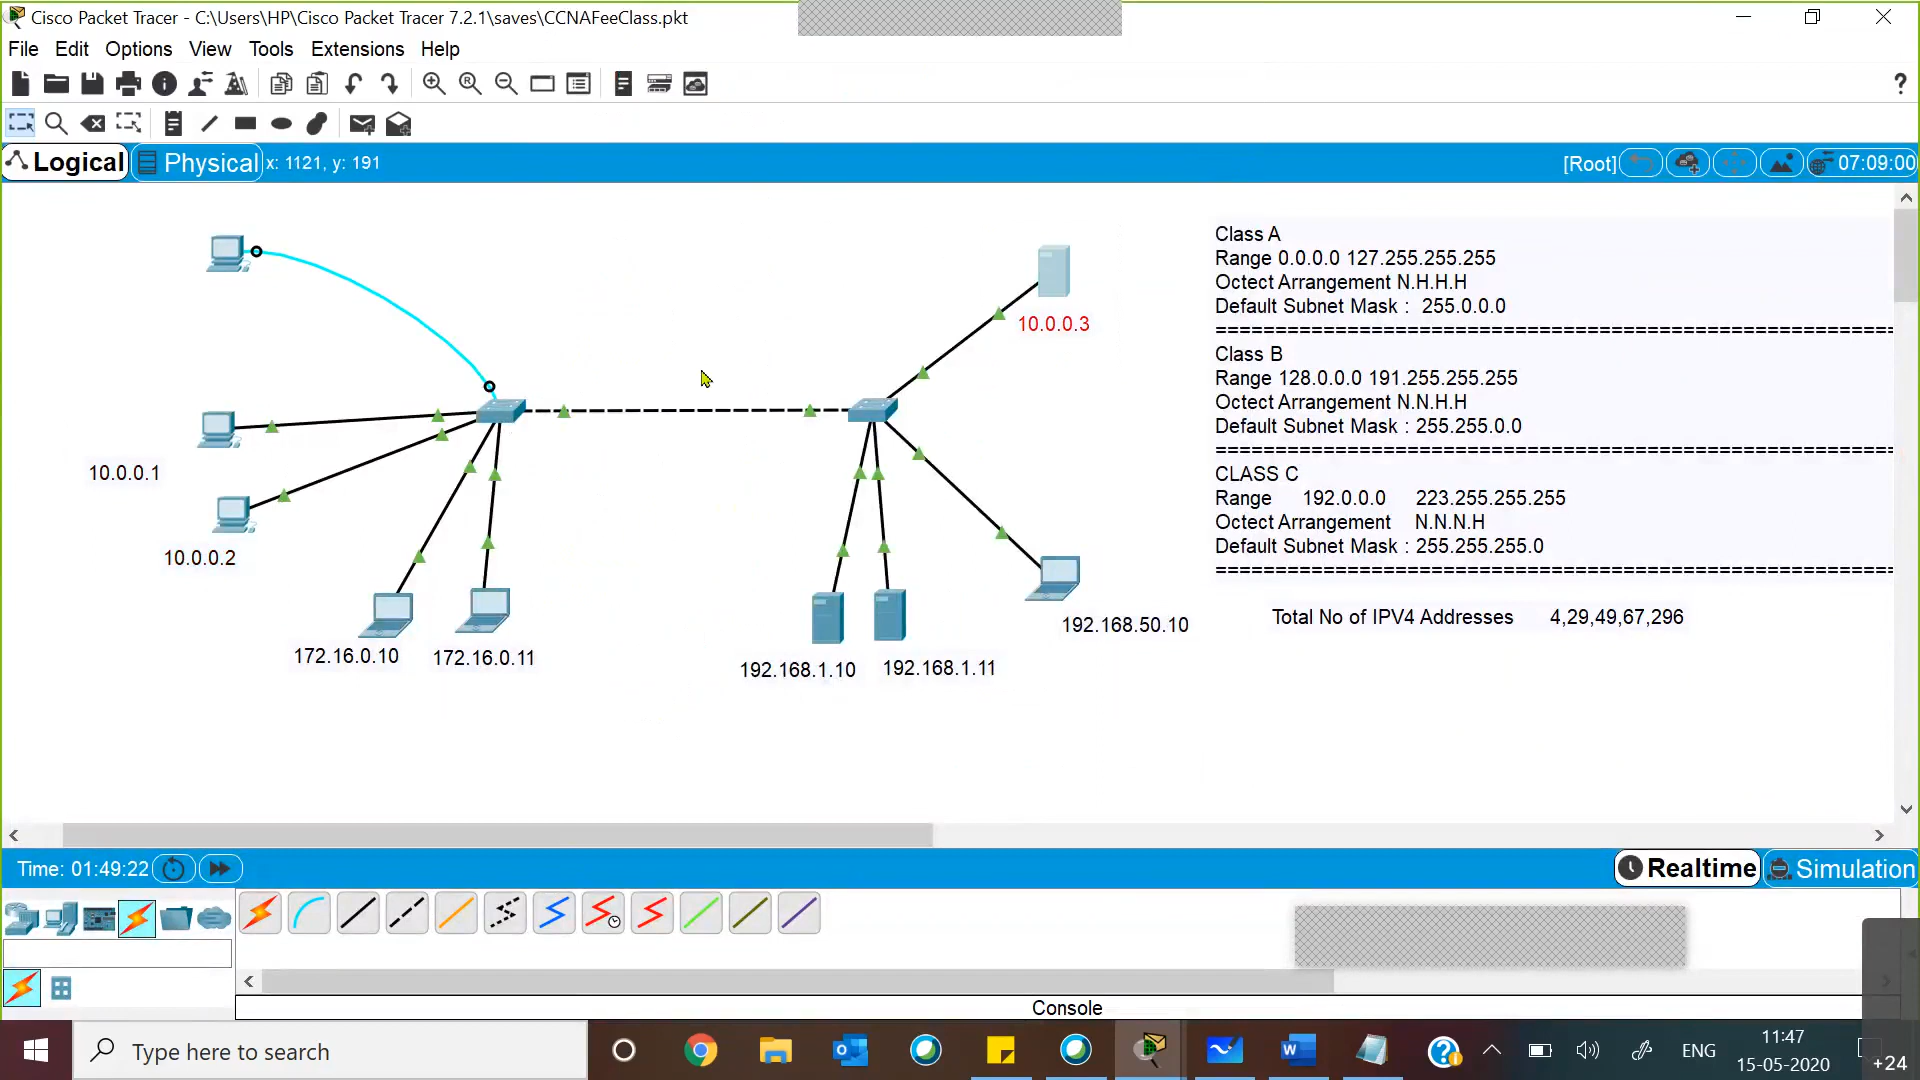 Cisco Packet Tracer - C:\Users\HP\Cisco Packet Tracer 7.2.1\saves\CCNAFeeClass.pkt
File Edit Options View Tools Extensions Help
Logical Physical x: 1121, y: 191 [Root] 07:09:00
10.0.0.3
10.0.0.1
10.0.0.2
172.16.0.10 172.16.0.11
192.168.1.10 192.168.1.11
192.168.50.10
Class A
Range 0.0.0.0 127.255.255.255
Octect Arrangement N.H.H.H
Default Subnet Mask : 255.0.0.0
=========================================================
Class B
Range 128.0.0.0 191.255.255.255
Octect Arrangement N.N.H.H
Default Subnet Mask : 255.255.0.0
=========================================================
CLASS C
Range 192.0.0.0 223.255.255.255
Octect Arrangement N.N.N.H
Default Subnet Mask : 255.255.255.0
=========================================================
Total No of IPV4 Addresses 4,29,49,67,296
Time: 01:49:22 Realtime Simulation
Console
Type here to search
ENG
11:47
15-05-2020
+24